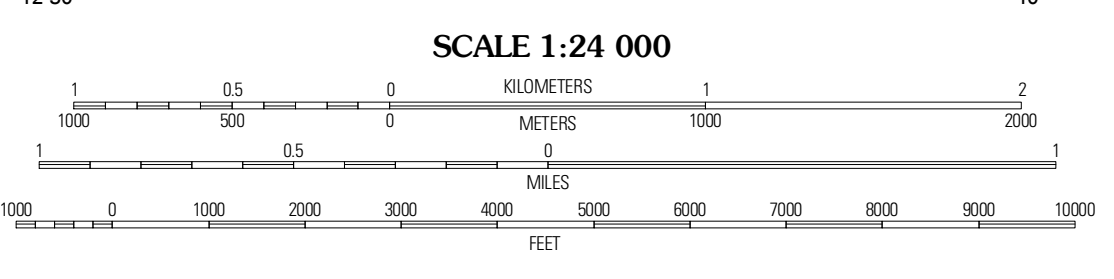 SCALE 1:24 000
1 0.5 0 KILOMETERS 1 2
1000 500 0 METERS 1000 2000
1 0.5 0 1
MILES
1000 0 1000 2000 3000 4000 5000 6000 7000 8000 9000 10000
FEET